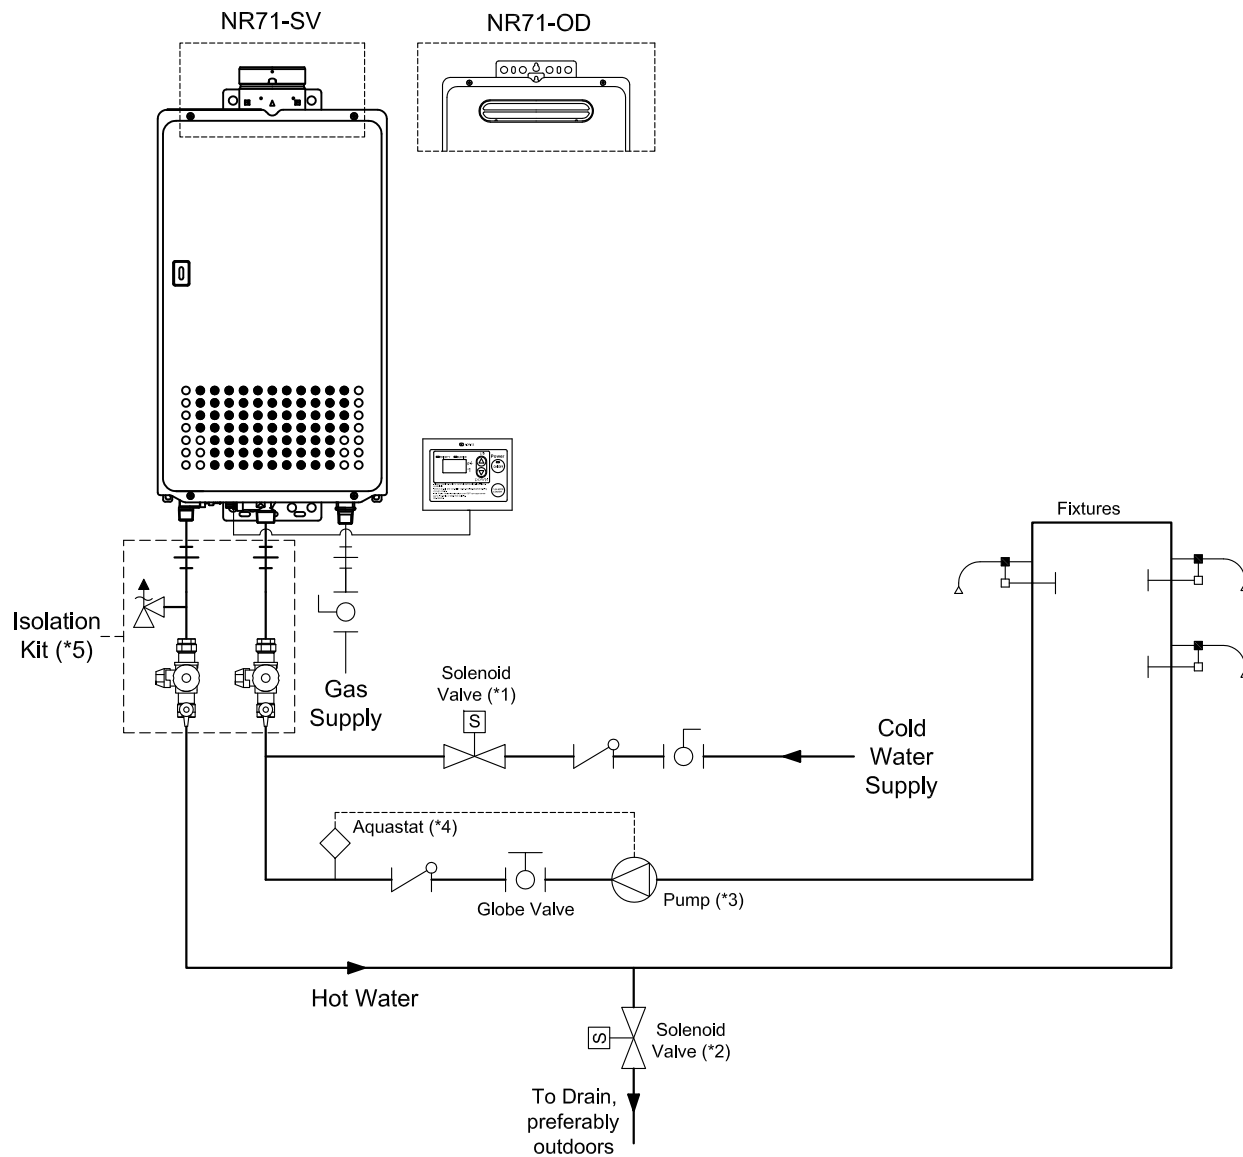 NR71-SV
NR71-OD
Power
Fixtures
Isolation
Kit (*5)
Gas
Supply
Solenoid
Valve (*1)
S
Cold
Water
Supply
Aquastat (*4)
Globe Valve
Pump (*3)
Hot Water
S
Solenoid
Valve (*2)
To Drain,
preferably
outdoors